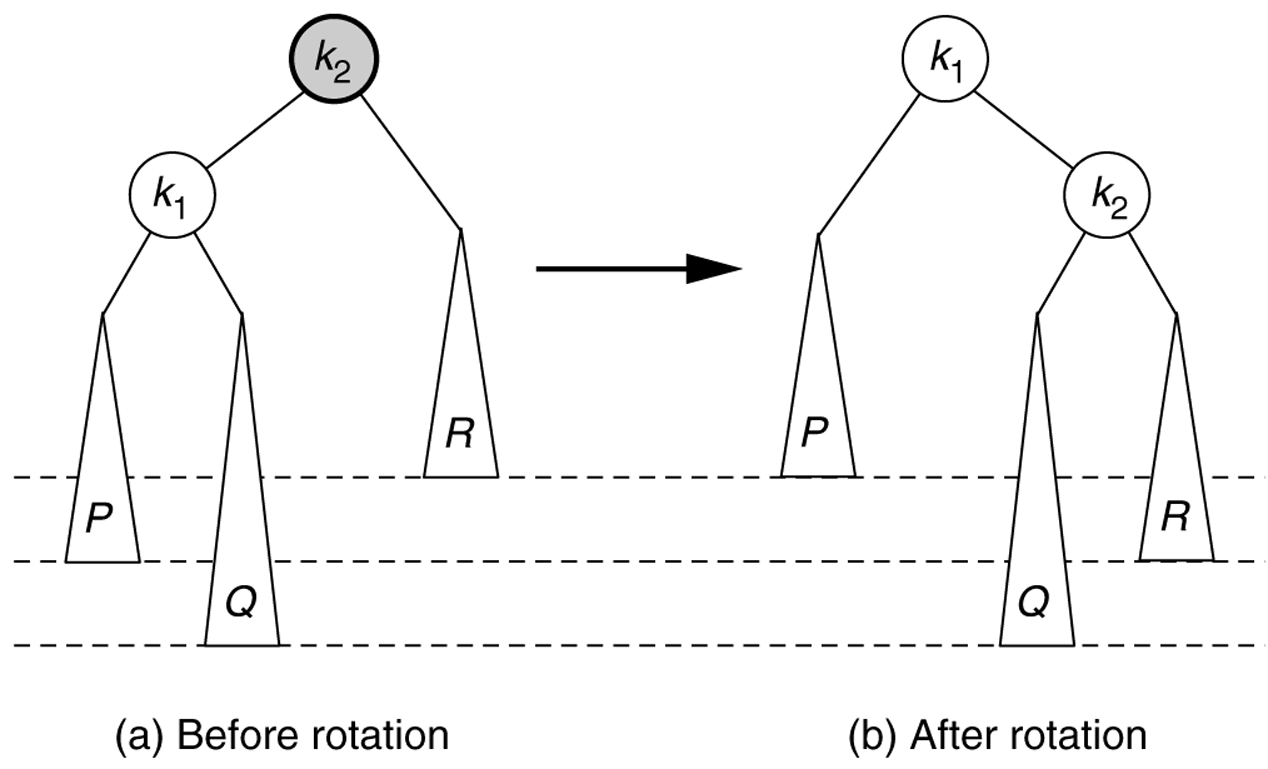 k₂
k₁
k₁
k₂
R
P
P
R
Q
Q
(a) Before rotation
(b) After rotation